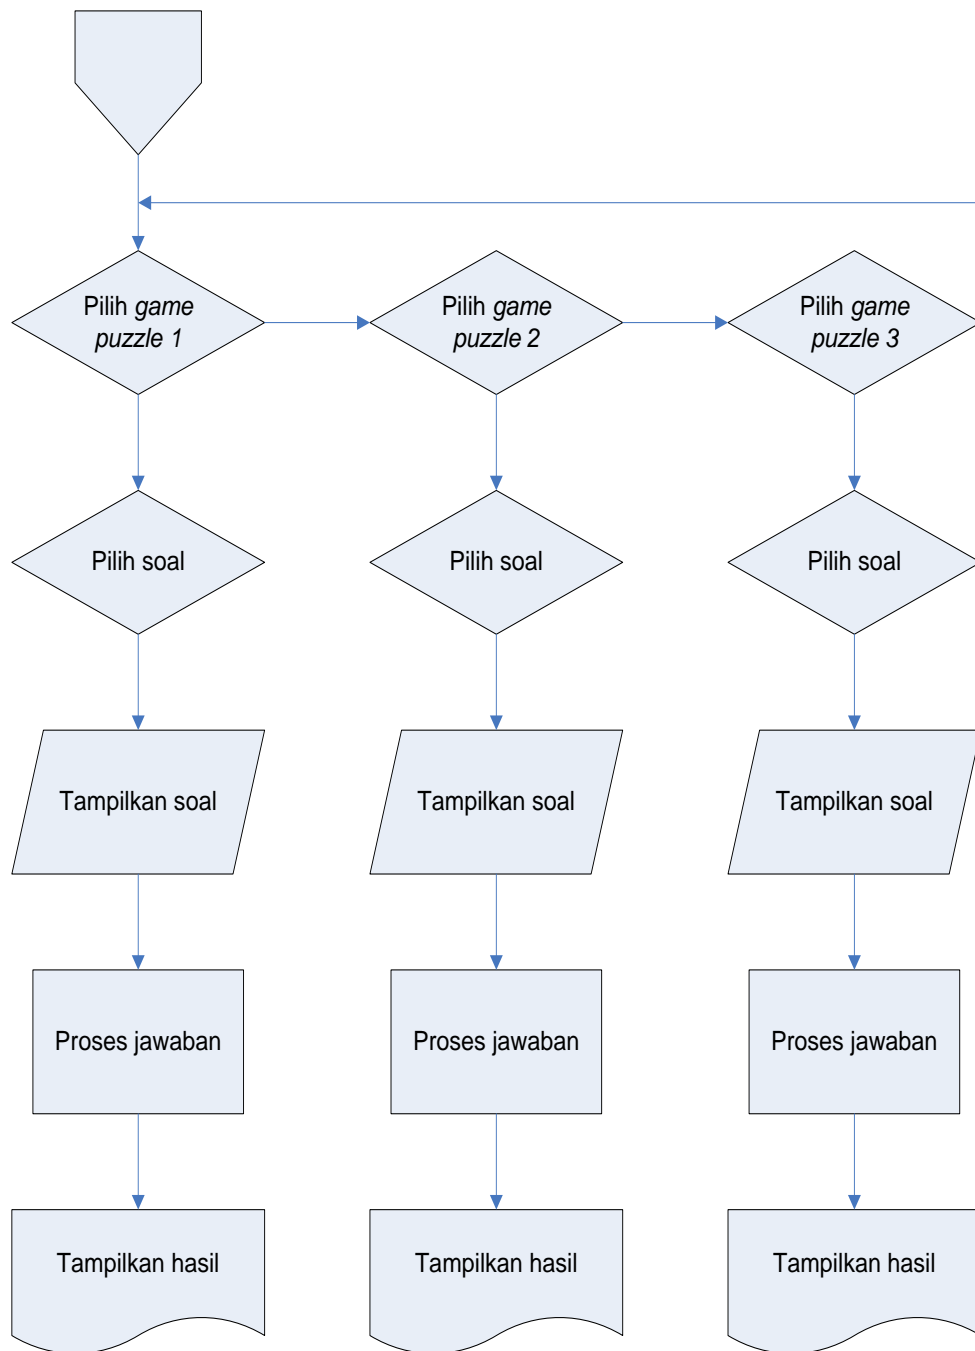 Pilih game
puzzle 1
Pilih game
puzzle 2
Pilih game
puzzle 3
Pilih soal
Pilih soal
Pilih soal
Tampilkan soal
Tampilkan soal
Tampilkan soal
Proses jawaban
Proses jawaban
Proses jawaban
Tampilkan hasil
Tampilkan hasil
Tampilkan hasil